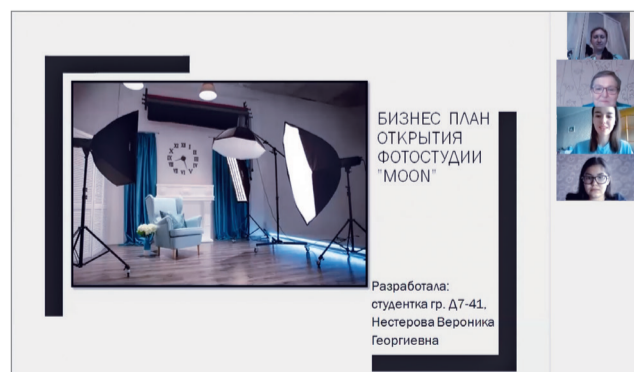 БИЗНЕС ПЛАН
ОТКРЫТИЯ
ФОТОСТУДИИ
"MOON"
Разработала:
студентка гр. Д7-41,
Нестерова Вероника
Георгиевна